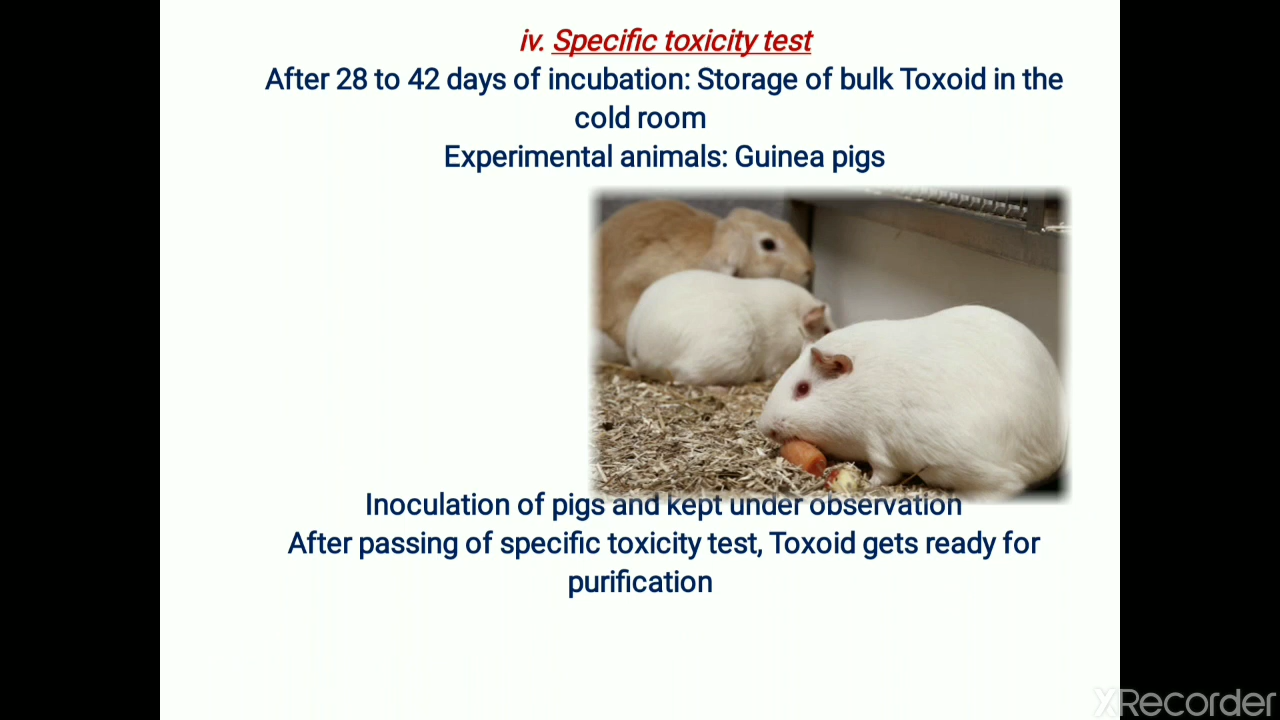 iv. Specific toxicity test
After 28 to 42 days of incubation: Storage of bulk Toxoid in the
cold room
Experimental animals: Guinea pigs
Inoculation of pigs and kept under observation
After passing of specific toxicity test, Toxoid gets ready for
purification
XRecorder